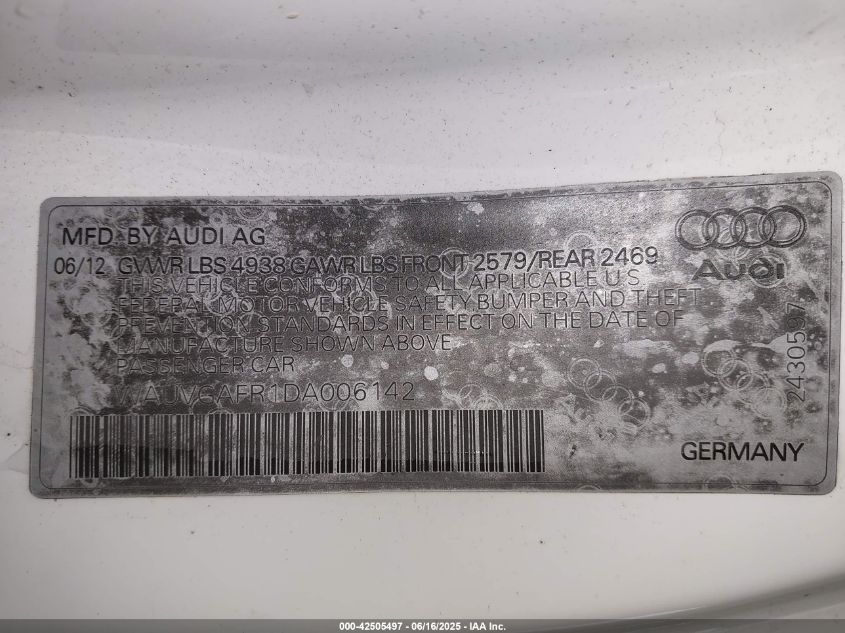 MFD. BY AUDI AG
06/12 GVWR LBS 4938 GAWR LBS FRONT 2579/REAR 2469
THIS VEHICLE CONFORMS TO ALL APPLICABLE U S
FEDERAL MOTOR VEHICLE SAFETY BUMPER AND THEFT
PREVENTION STANDARDS IN EFFECT ON THE DATE OF
MANUFACTURE SHOWN ABOVE
PASSENGER CAR
WAUVGAFR1DA006142
Audi
2430597
GERMANY
000-42505497 - 06/16/2025 - IAA Inc.